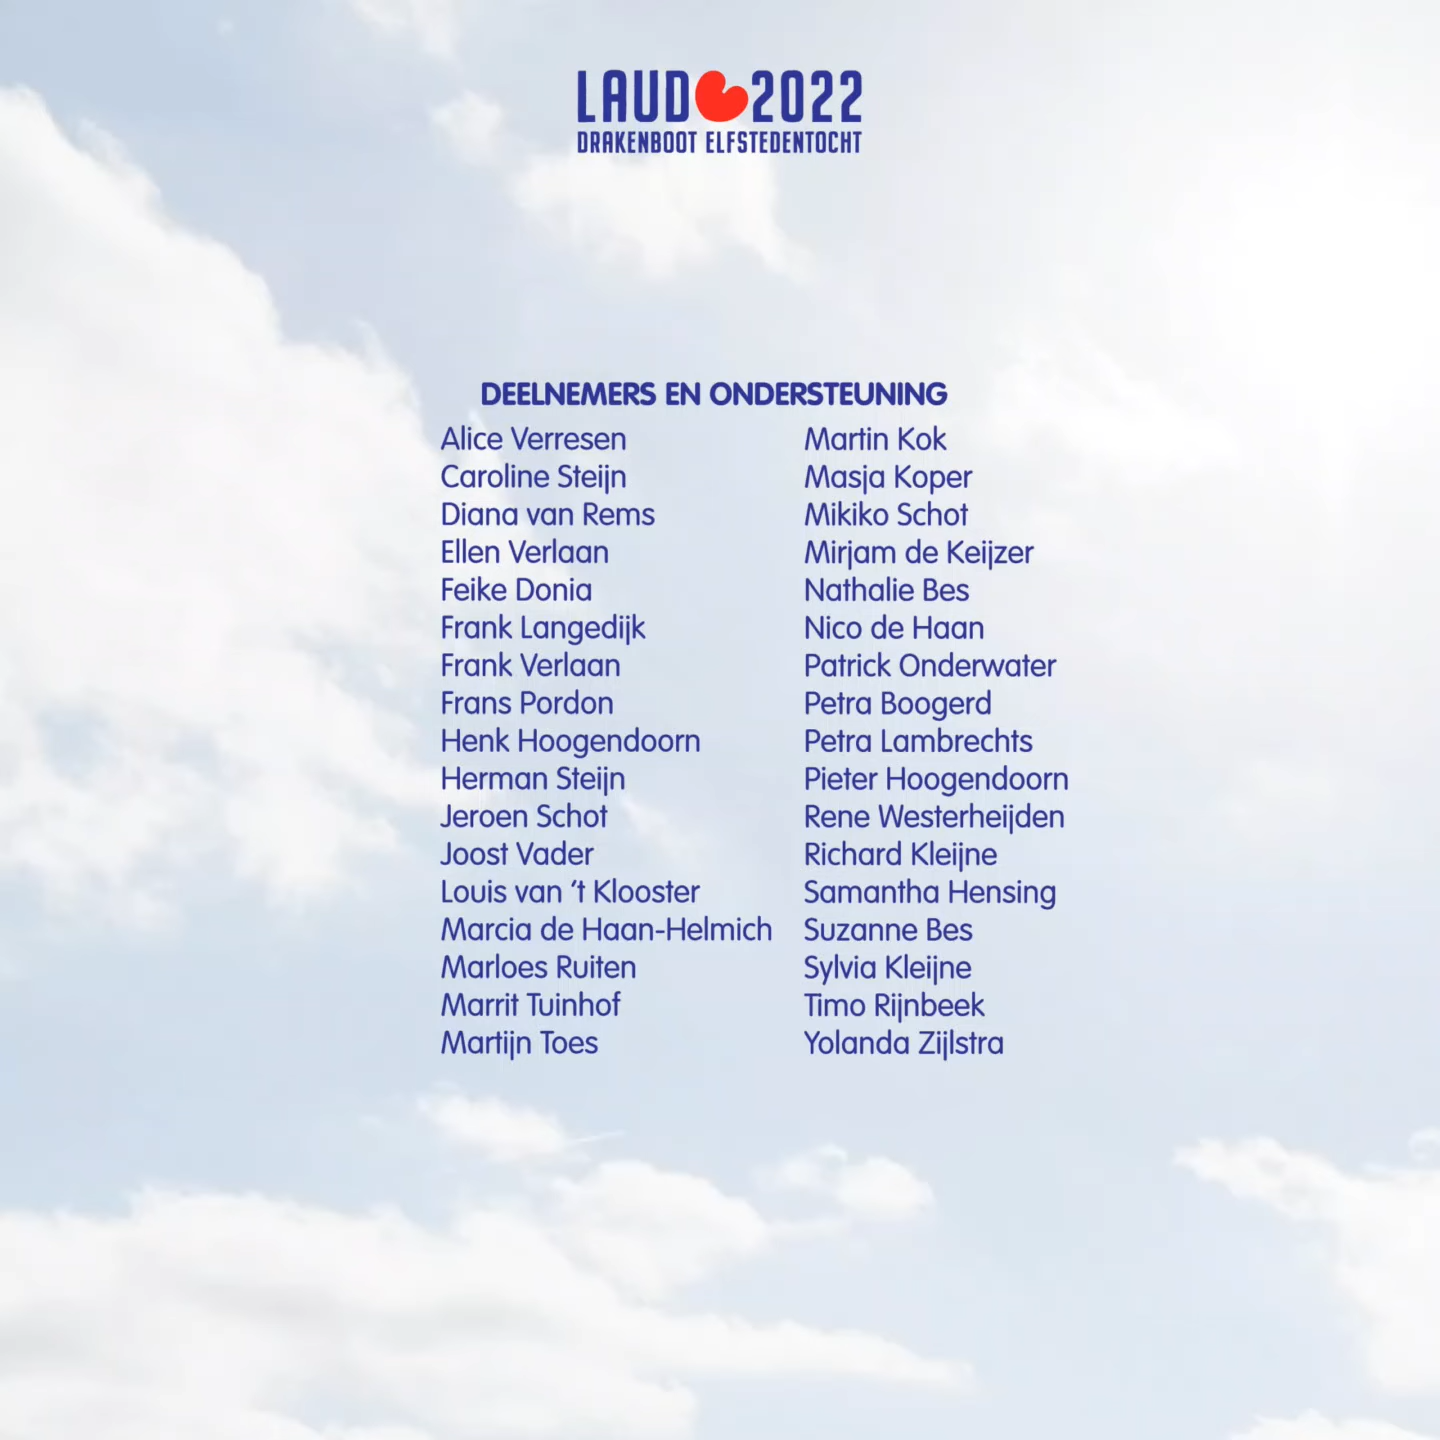 LAUD 2022
DRAKENBOOT ELFSTEDENTOCHT
DEELNEMERS EN ONDERSTEUNING
Alice Verresen
Caroline Steijn
Diana van Rems
Ellen Verlaan
Feike Donia
Frank Langedijk
Frank Verlaan
Frans Pordon
Henk Hoogendoorn
Herman Steijn
Jeroen Schot
Joost Vader
Louis van ‘t Klooster
Marcia de Haan-Helmich
Marloes Ruiten
Marrit Tuinhof
Martijn Toes
Martin Kok
Masja Koper
Mikiko Schot
Mirjam de Keijzer
Nathalie Bes
Nico de Haan
Patrick Onderwater
Petra Boogerd
Petra Lambrechts
Pieter Hoogendoorn
Rene Westerheijden
Richard Kleijne
Samantha Hensing
Suzanne Bes
Sylvia Kleijne
Timo Rijnbeek
Yolanda Zijlstra